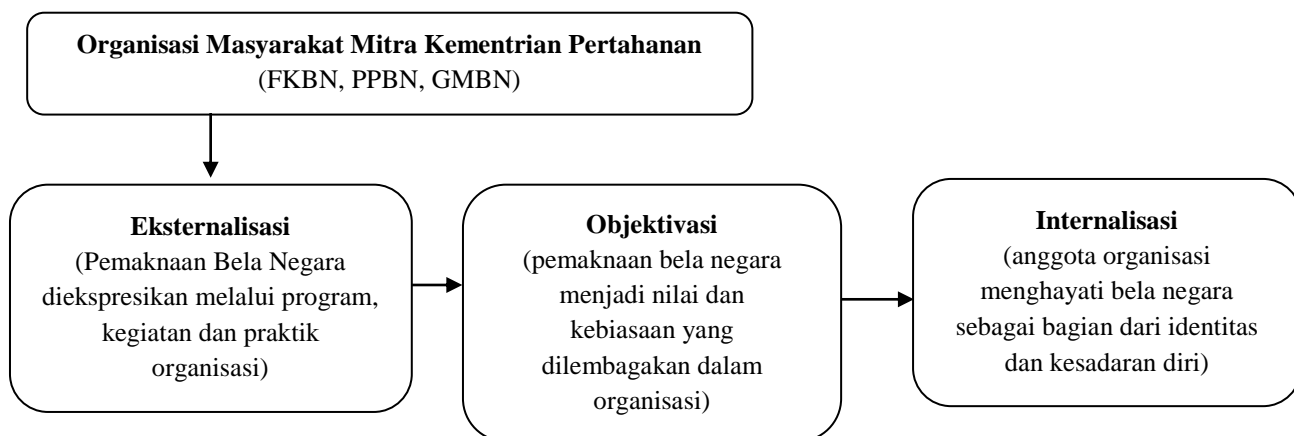 Organisasi Masyarakat Mitra Kementrian Pertahanan
(FKBN, PPBN, GMBN)
Eksternalisasi
(Pemaknaan Bela Negara
diekspresikan melalui program,
kegiatan dan praktik
organisasi)
Objektivasi
(pemaknaan bela negara
menjadi nilai dan
kebiasaan yang
dilembagakan dalam
organisasi)
Internalisasi
(anggota organisasi
menghayati bela negara
sebagai bagian dari identitas
dan kesadaran diri)